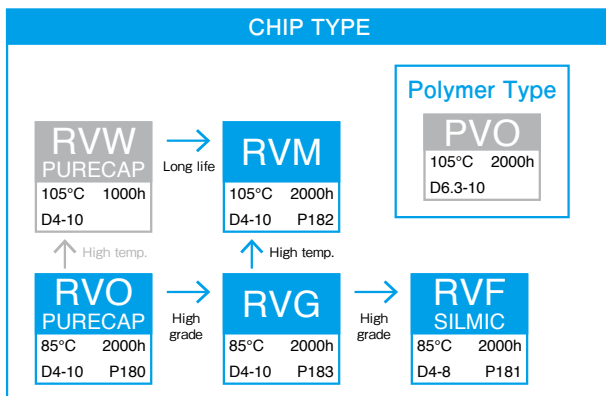 CHIP TYPE
Polymer Type
PVO
105°C 2000h
D6.3-10
RVW
PURECAP
105°C 1000h
D4-10
Long life
RVM
105°C 2000h
D4-10 P182
High temp.
High temp.
RVO
PURECAP
85°C 2000h
D4-10 P180
High
grade
RVG
85°C 2000h
D4-10 P183
High
grade
RVF
SILMIC
85°C 2000h
D4-8 P181